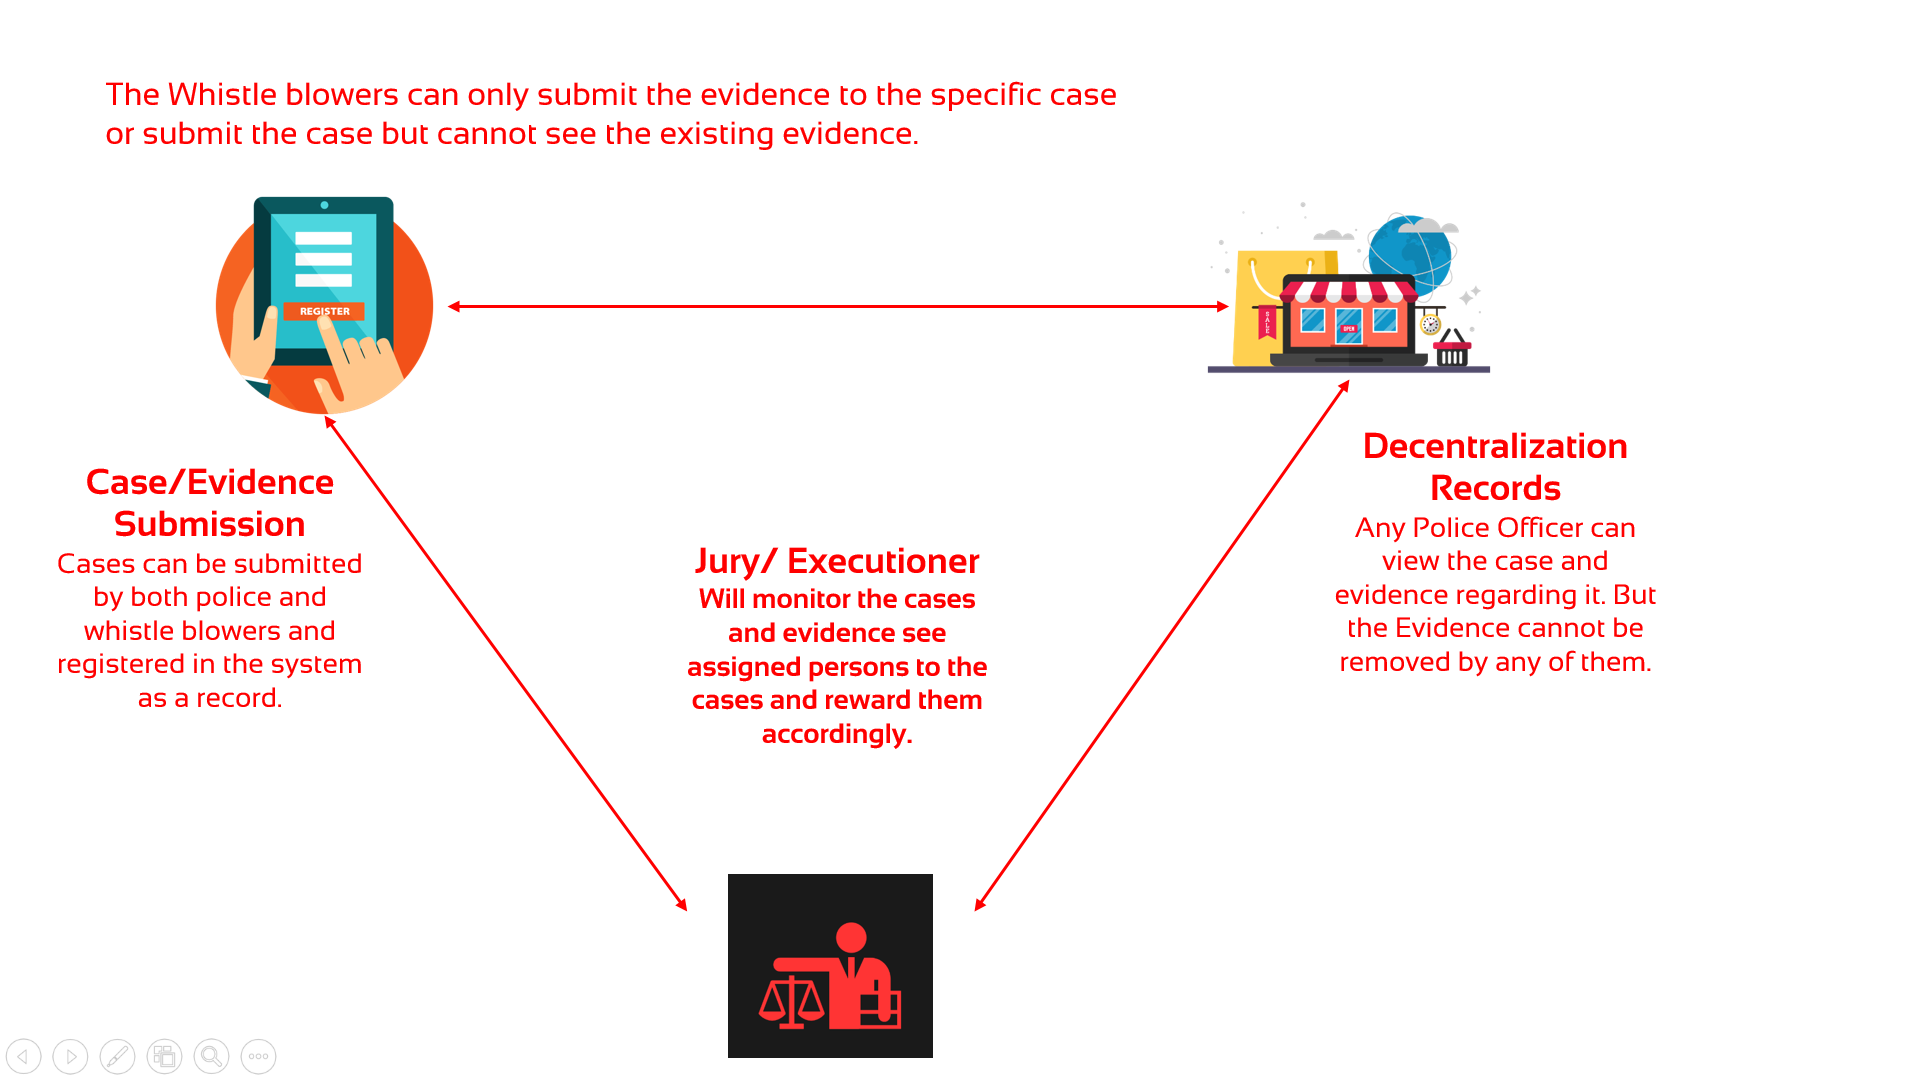 The Whistle blowers can only submit the evidence to the specific case
or submit the case but cannot see the existing evidence.
REGISTER
SALE
OPEN
Case/Evidence
Submission
Cases can be submitted
by both police and
whistle blowers and
registered in the system
as a record.
Jury/ Executioner
Will monitor the cases
and evidence see
assigned persons to the
cases and reward them
accordingly.
Decentralization
Records
Any Police Officer can
view the case and
evidence regarding it. But
the Evidence cannot be
removed by any of them.